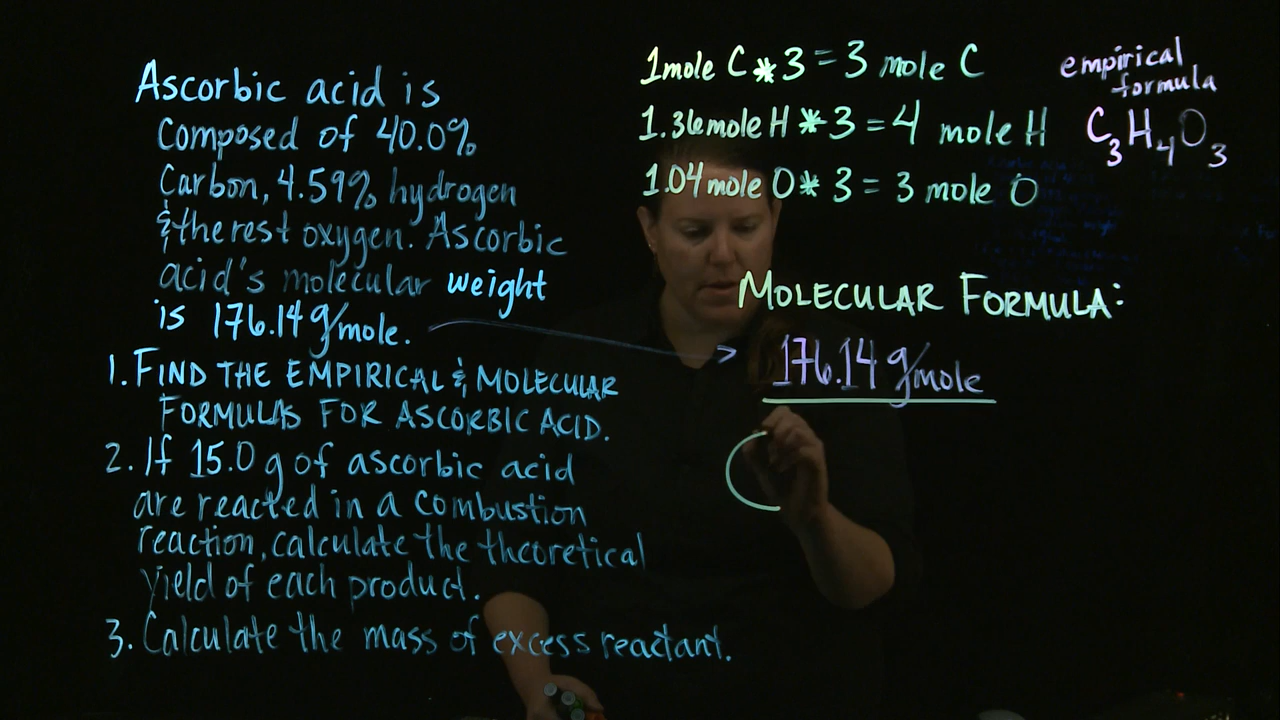 Ascorbic acid is
Composed of 40.0%
Carbon, 4.59% hydrogen
& the rest oxygen. Ascorbic
acid's molecular weight
is 176.14 g/mole.
1. FIND THE EMPIRICAL & MOLECULAR
FORMULAS FOR ASCORBIC ACID.
2. If 15.0 g of ascorbic acid
are reacted in a combustion
reaction, calculate the theoretical
yield of each product.
3. Calculate the mass of excess reactant.
1mole C * 3 = 3 mole C
1.36mole H * 3 = 4 mole H
1.04 mole O * 3 = 3 mole O
empirical
formula
C3H4O3
MOLECULAR FORMULA:
176.14 g/mole
C